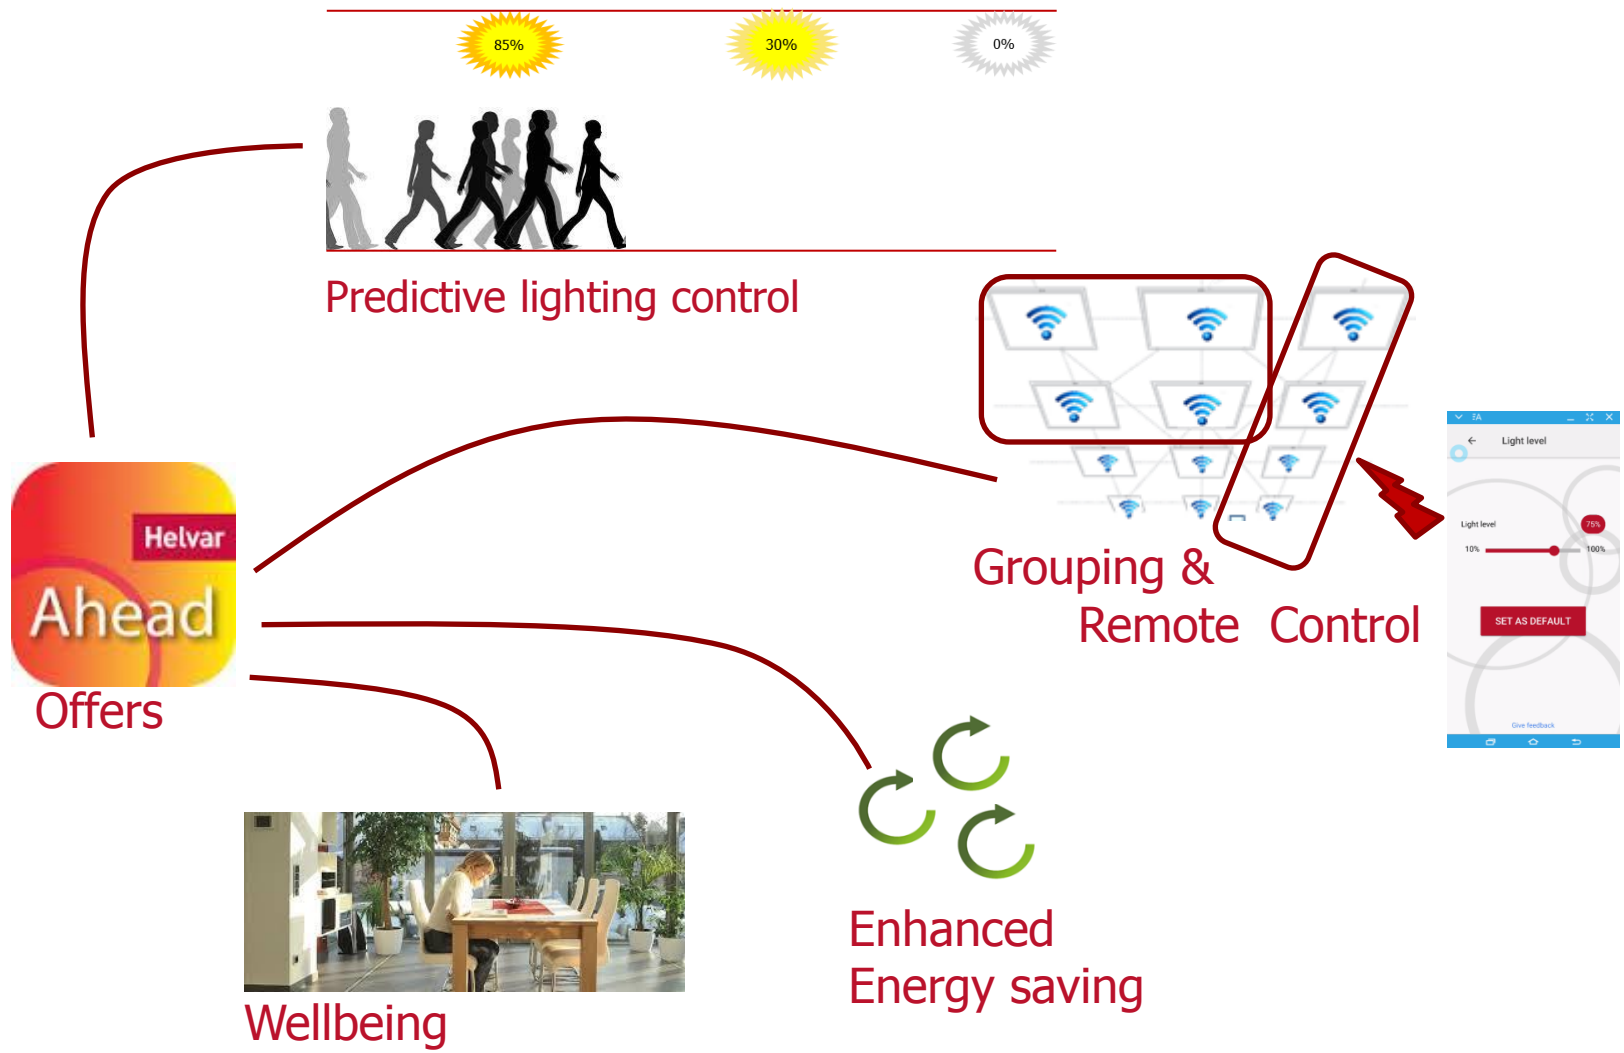 85%
30%
0%
Predictive lighting control
Helvar
Ahead
Offers
Grouping &
Remote Control
Light level
Light level
75%
10%
100%
SET AS DEFAULT
Give feedback
Enhanced
Energy saving
Wellbeing